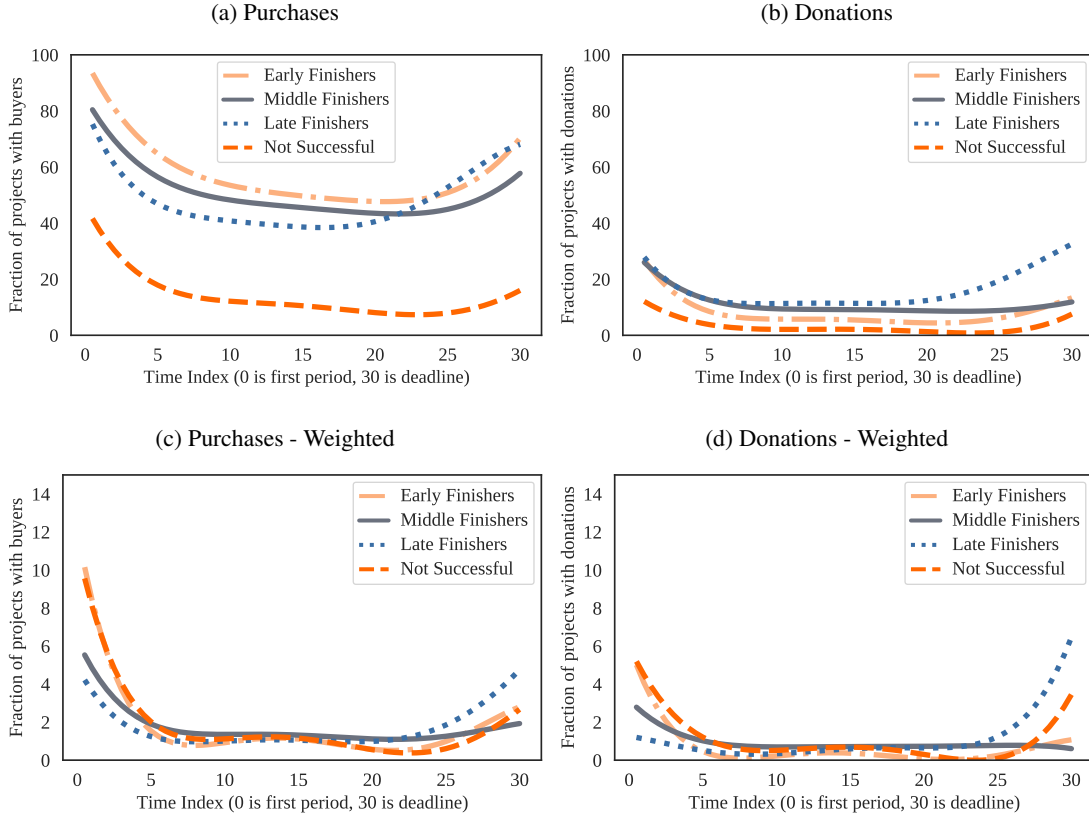 (a) Purchases
Fraction of projects with buyers
100
80
60
40
20
0
Early Finishers
Middle Finishers
Late Finishers
Not Successful
0 5 10 15 20 25 30
Time Index (0 is first period, 30 is deadline)
(b) Donations
Fraction of projects with donations
100
80
60
40
20
0
Early Finishers
Middle Finishers
Late Finishers
Not Successful
0 5 10 15 20 25 30
Time Index (0 is first period, 30 is deadline)
(c) Purchases - Weighted
Fraction of projects with buyers
14
12
10
8
6
4
2
0
Early Finishers
Middle Finishers
Late Finishers
Not Successful
0 5 10 15 20 25 30
Time Index (0 is first period, 30 is deadline)
(d) Donations - Weighted
Fraction of projects with donations
14
12
10
8
6
4
2
0
Early Finishers
Middle Finishers
Late Finishers
Not Successful
0 5 10 15 20 25 30
Time Index (0 is first period, 30 is deadline)